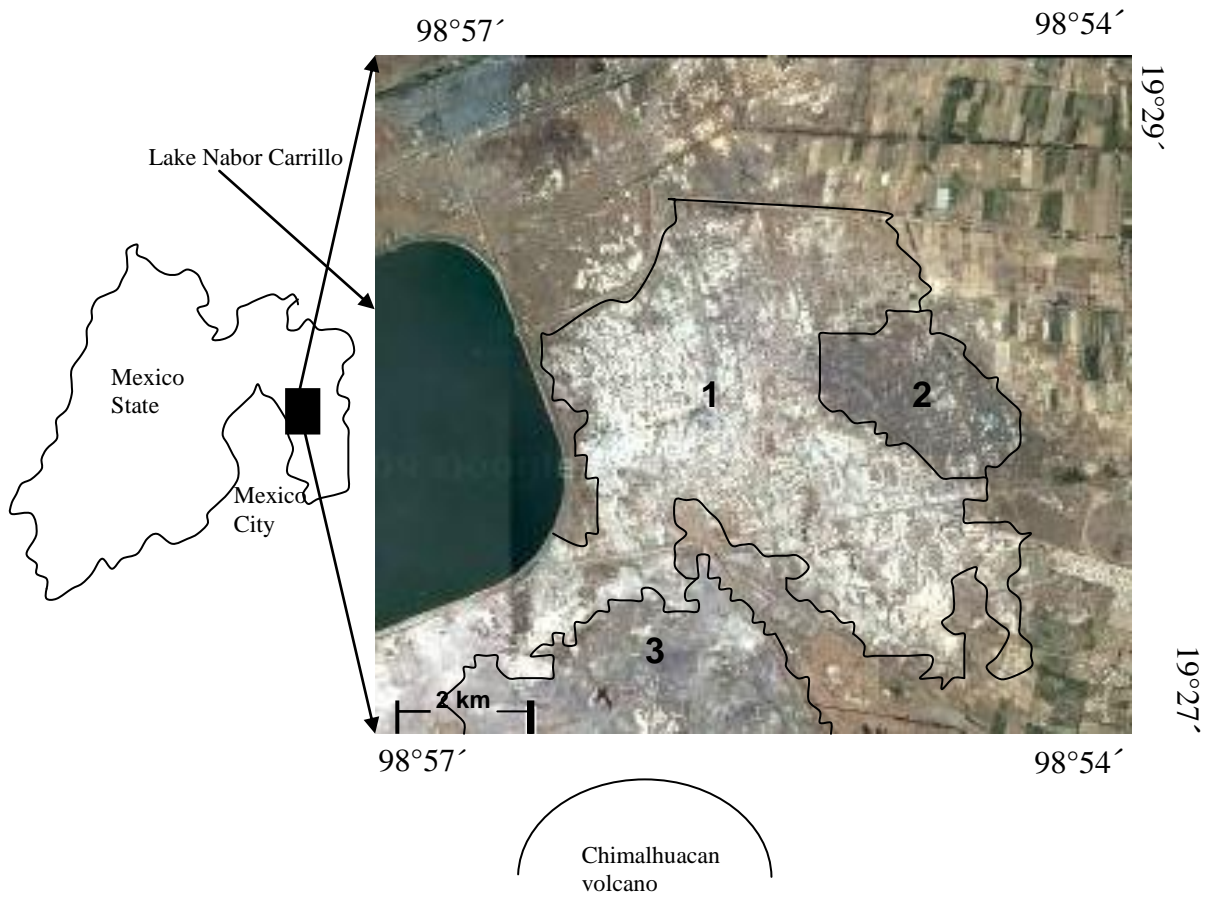 98°57´
98°54´
19°29´
Lake Nabor Carrillo
Mexico
State
1
2
Mexico
City
3
2 km
19°27´
98°57´
98°54´
Chimalhuacan
volcano